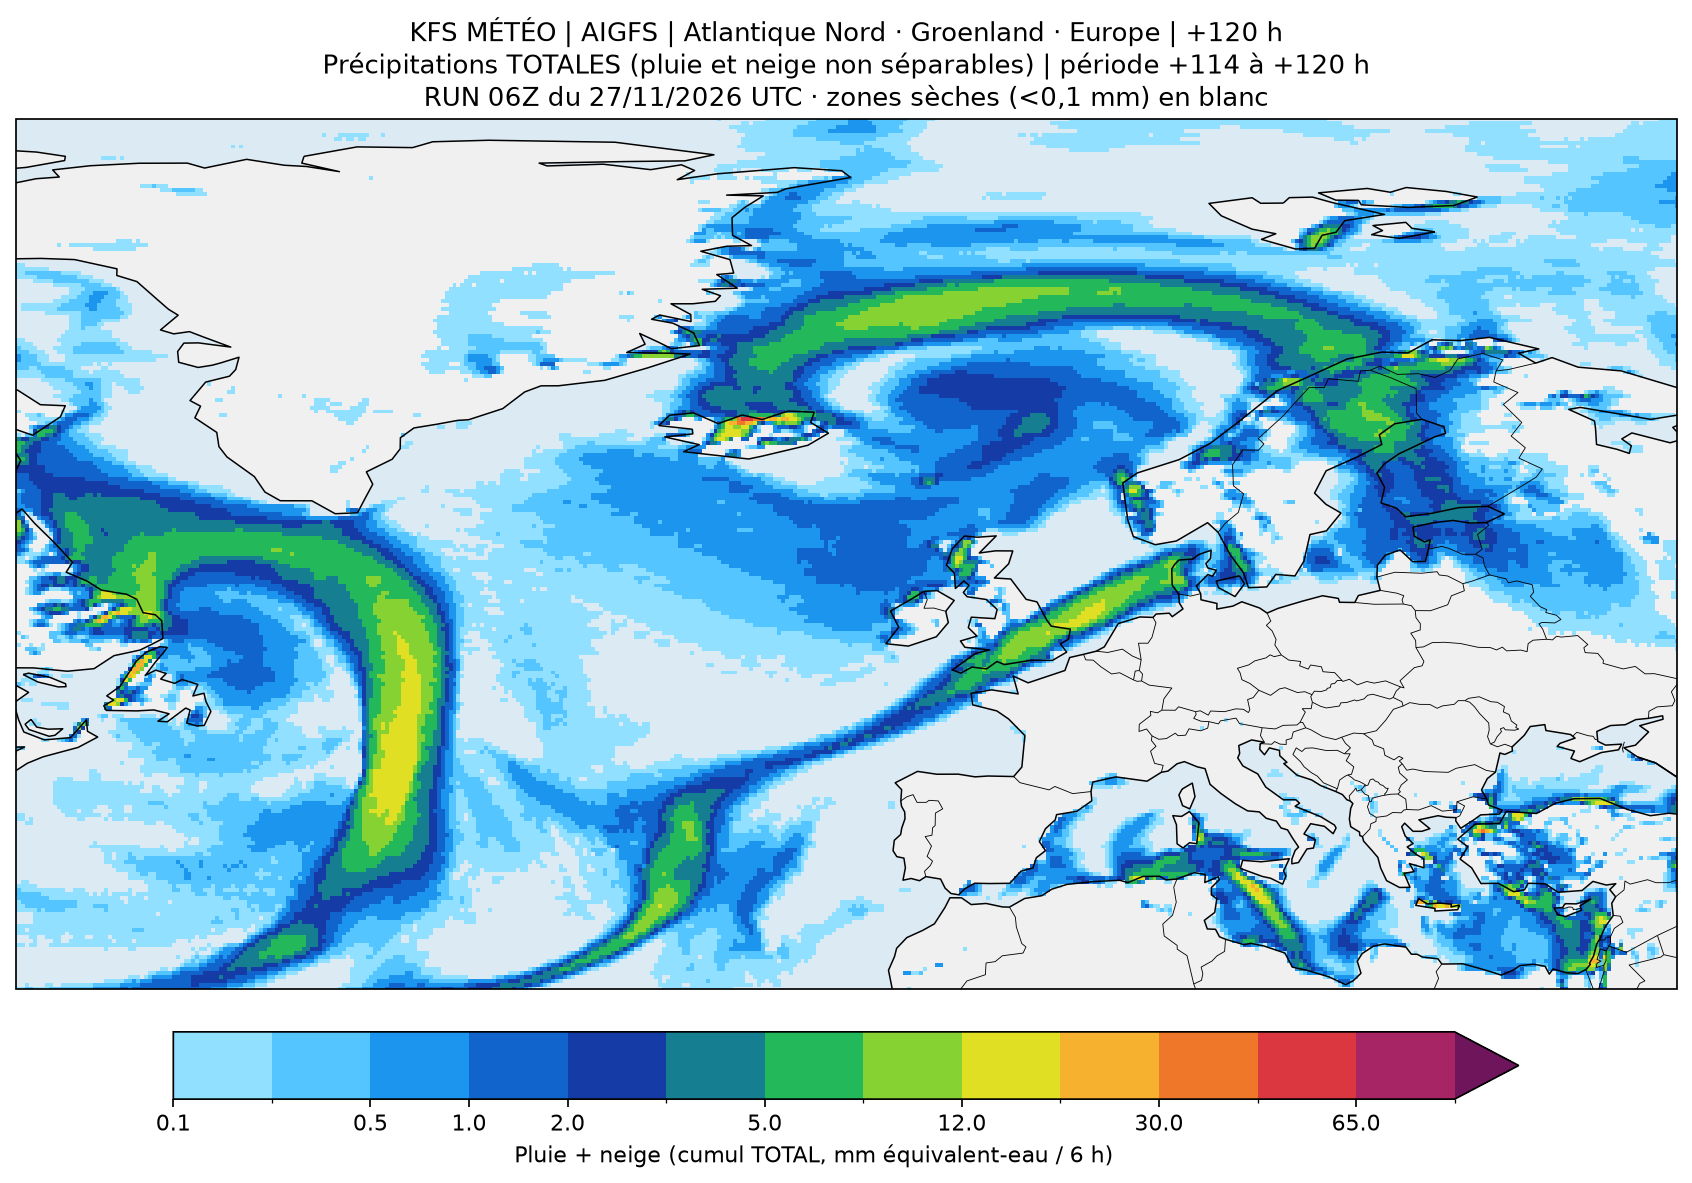 KFS MÉTÉO | AIGFS | Atlantique Nord · Groenland · Europe | +120 h
Précipitations TOTALES (pluie et neige non séparables) | période +114 à +120 h
RUN 06Z du 27/11/2026 UTC · zones sèches (<0,1 mm) en blanc
0.1 0.5 1.0 2.0 5.0 12.0 30.0 65.0
Pluie + neige (cumul TOTAL, mm équivalent-eau / 6 h)